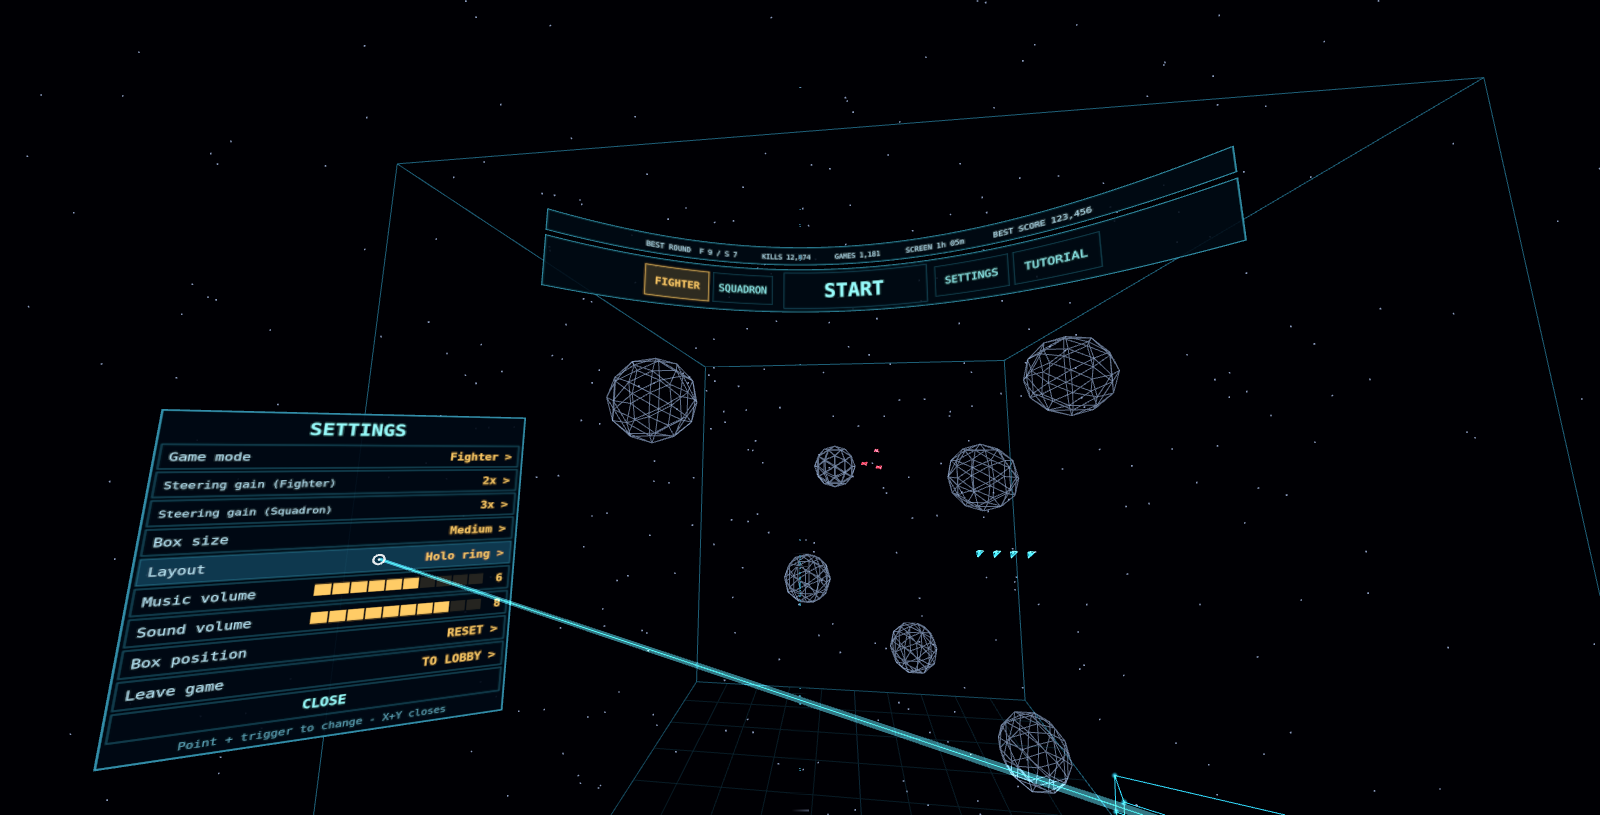 BEST ROUND F 9 / S 7 KILLS 12,874 GAMES 1,181 SCREEN 1h 05m BEST SCORE 123,456
FIGHTER SQUADRON START SETTINGS TUTORIAL
SETTINGS
Game mode Fighter >
Steering gain (Fighter) 2x >
Steering gain (Squadron) 3x >
Box size Medium >
Layout Holo ring >
Music volume 6
Sound volume 8
Box position RESET >
Leave game TO LOBBY >
CLOSE
Point + trigger to change - X+Y closes